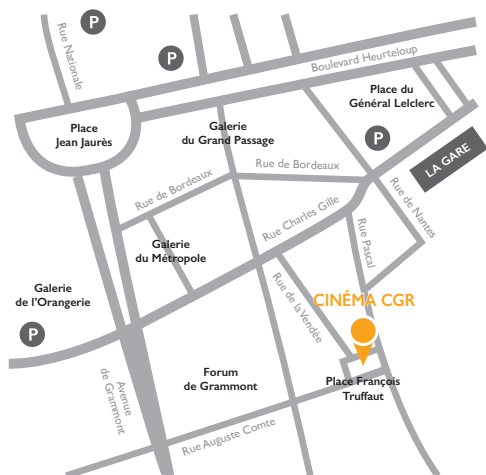 P
Rue Nationale
P
Boulevard Heurteloup
Place du
Général Lelclerc
Place
Jean Jaurès
Galerie
du Grand Passage
P
LA GARE
Rue de Bordeaux
Rue de Bordeaux
Rue de Nantes
Rue Charles Gille
Rue Pascal
Galerie
du Métropole
Galerie
de l'Orangerie
CINÉMA CGR
Rue de la Vendée
P
Avenue
de Grammont
Forum
de Grammont
Place François
Truffaut
Rue Auguste Comte